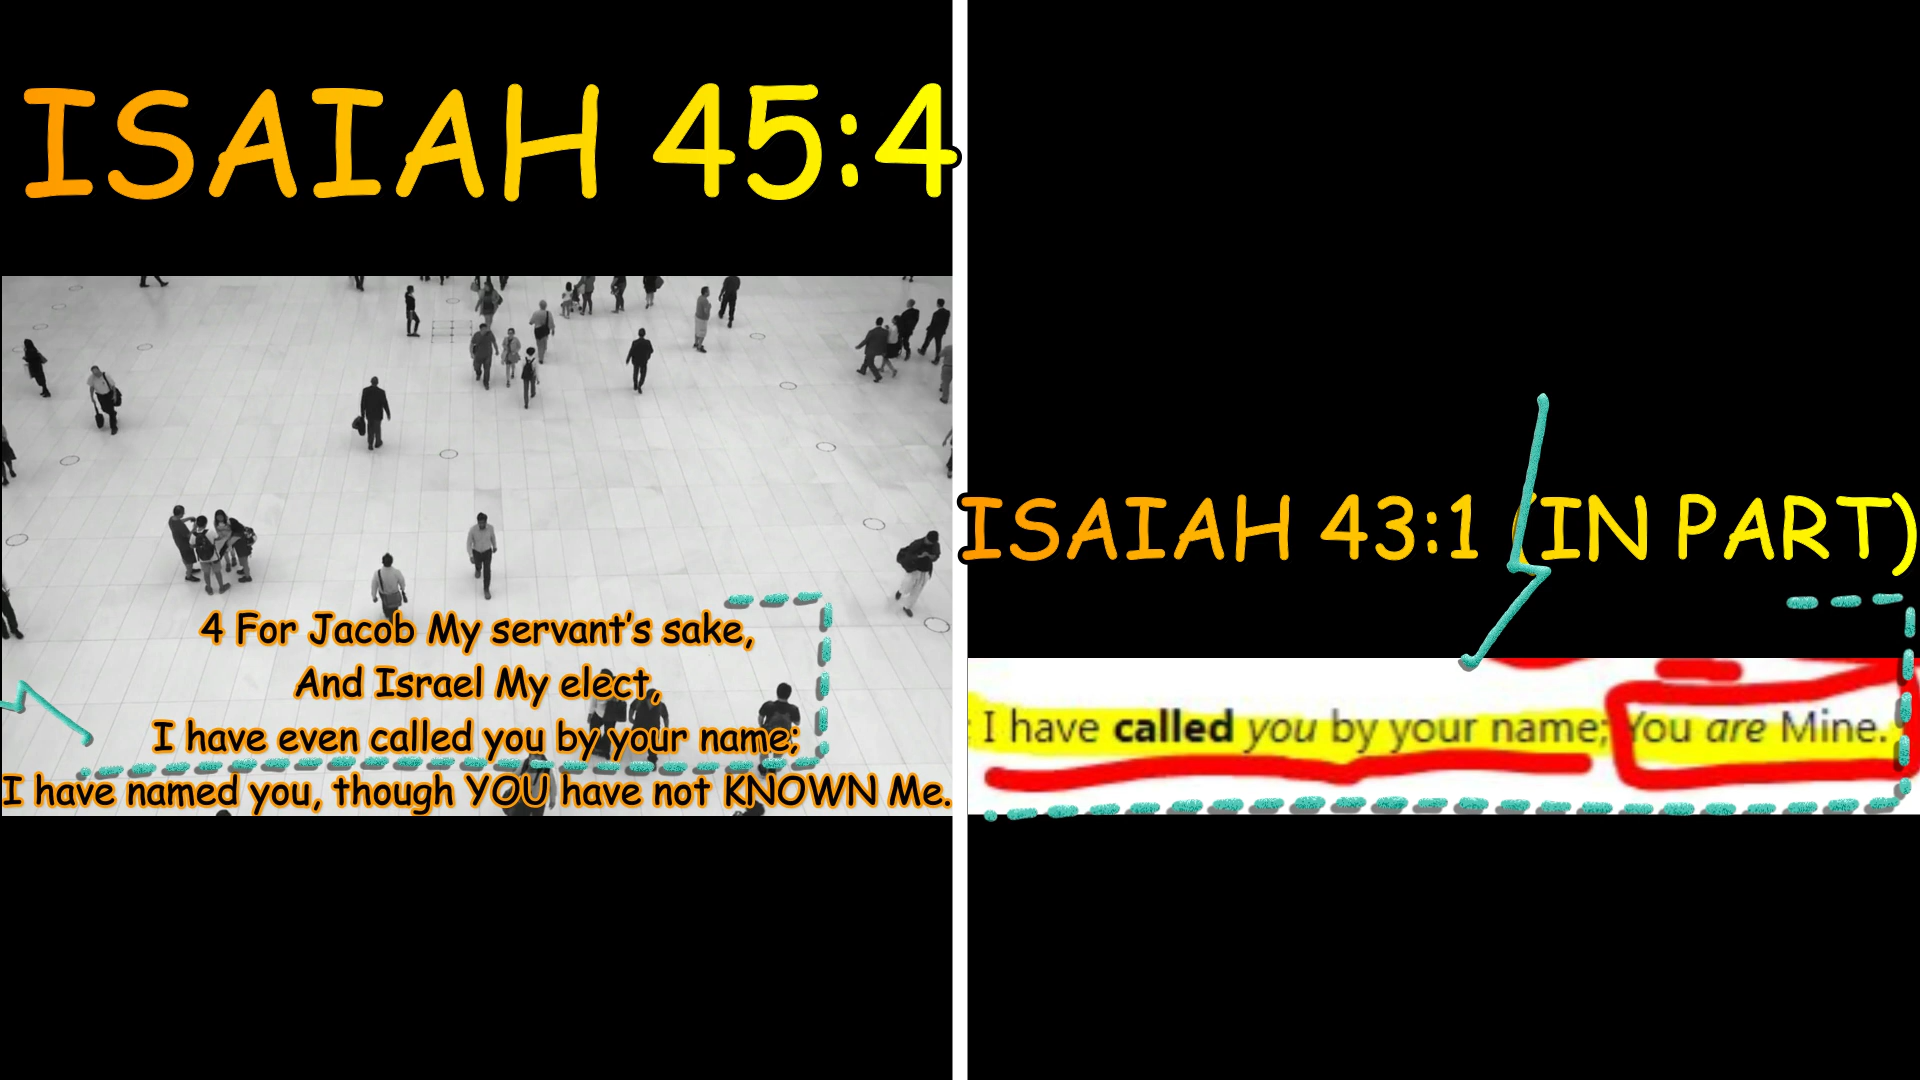 ISAIAH 45:4
4 For Jacob My servant’s sake,
And Israel My elect,
I have even called you by your name;
I have named you, though YOU have not KNOWN Me.
ISAIAH 43:1 (IN PART)
; I have called you by your name; You are Mine.